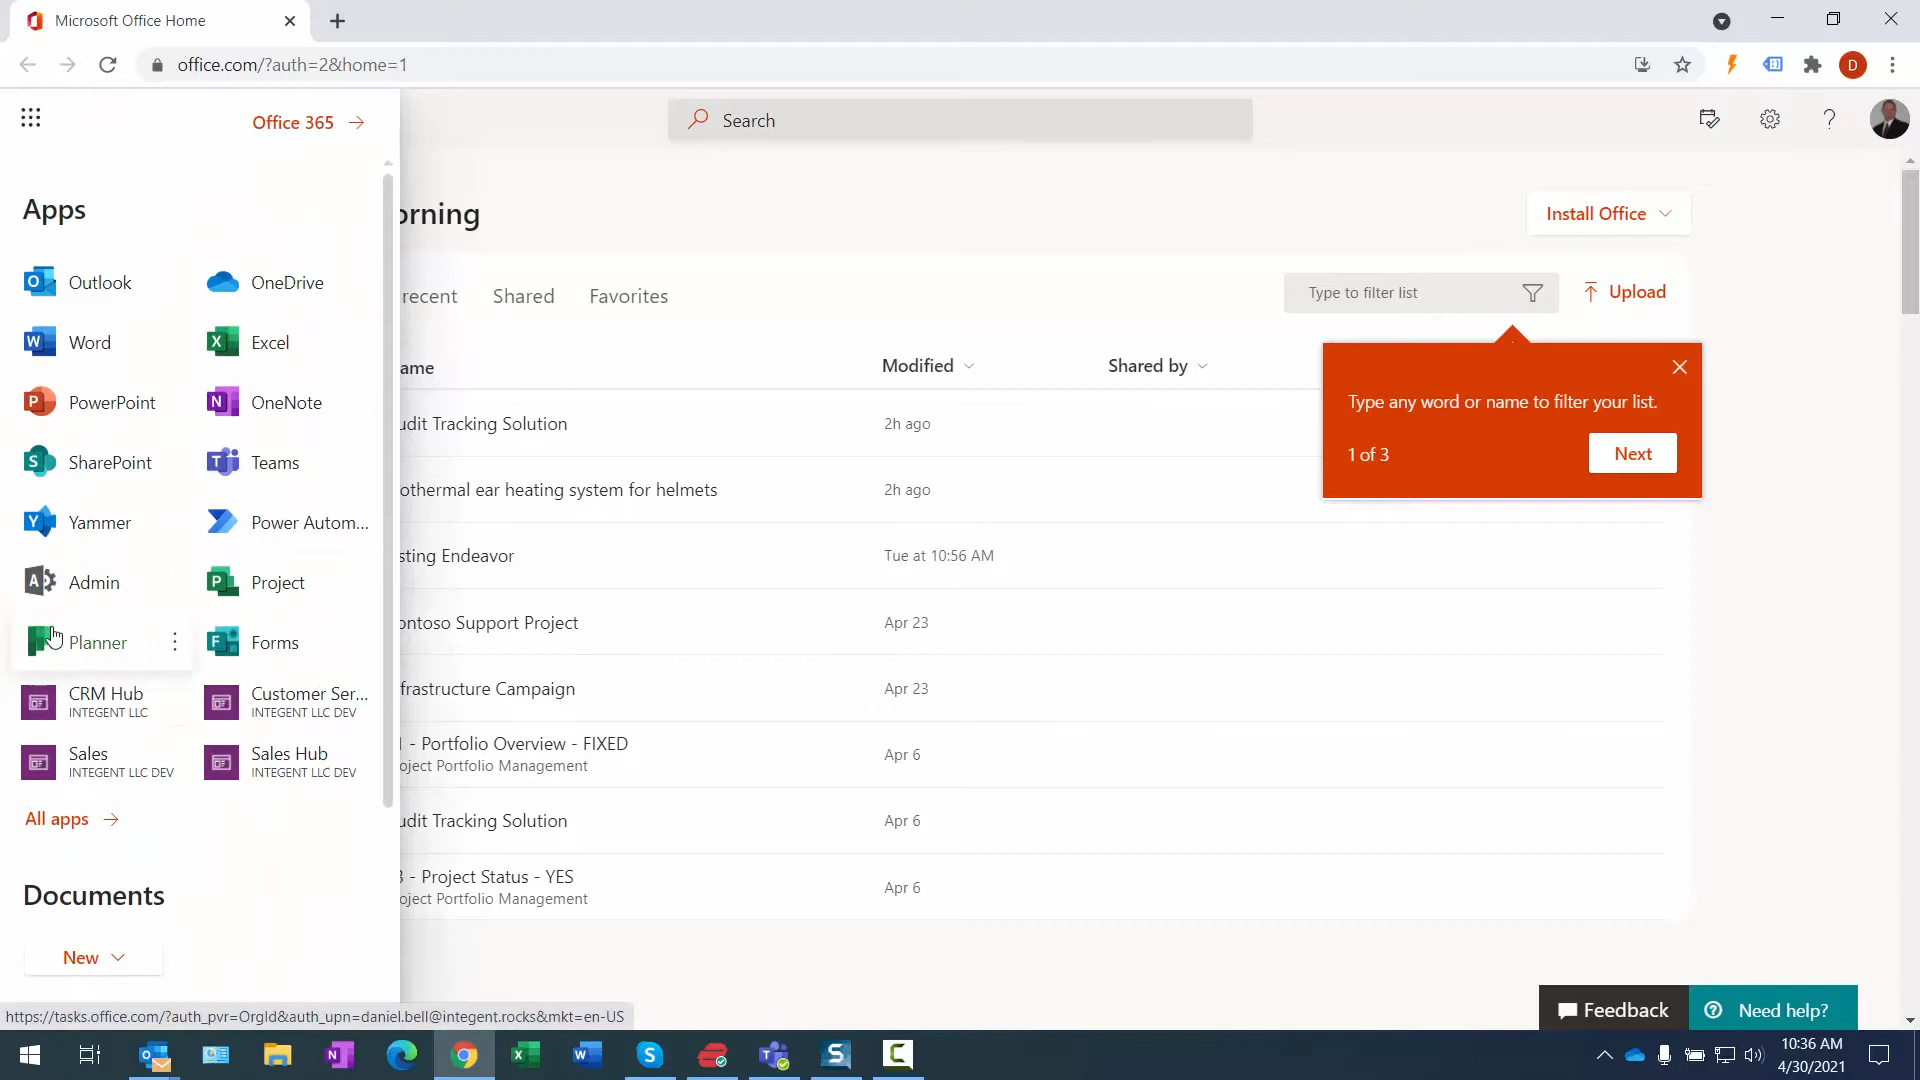 Microsoft Office Home
office.com/?auth=2&home=1
D
Office 365
Search
Apps
orning
Install Office
Outlook
OneDrive
recent
Shared
Favorites
Type to filter list
Upload
Word
Excel
ame
Modified
Shared by
Type any word or name to filter your list.
1 of 3
Next
PowerPoint
OneNote
udit Tracking Solution
2h ago
SharePoint
Teams
othermal ear heating system for helmets
2h ago
Yammer
Power Autom...
sting Endeavor
Tue at 10:56 AM
Admin
Project
ontoso Support Project
Apr 23
Planner
Forms
CRM Hub
INTEGENT LLC
Customer Ser...
INTEGENT LLC DEV
frastructure Campaign
Apr 23
Sales
INTEGENT LLC DEV
Sales Hub
INTEGENT LLC DEV
1 - Portfolio Overview - FIXED
oject Portfolio Management
Apr 6
All apps
udit Tracking Solution
Apr 6
3 - Project Status - YES
oject Portfolio Management
Apr 6
Documents
New
Feedback
Need help?
https://tasks.office.com/?auth_pvr=OrgId&auth_upn=daniel.bell@integent.rocks&mkt=en-US
10:36 AM
4/30/2021